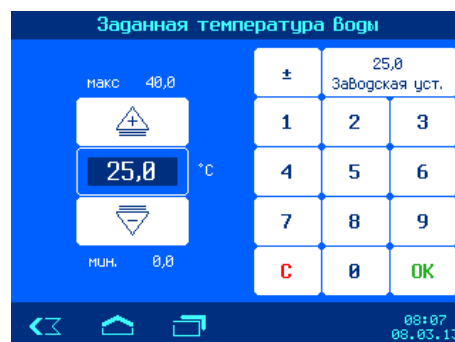 Заданная температура воды
макс 40,0
±
25,0
Заводская уст.
+
1 2 3
25,0 °C
4 5 6
−
7 8 9
мин. 0,0
C 0 OK
08:07
08.03.13